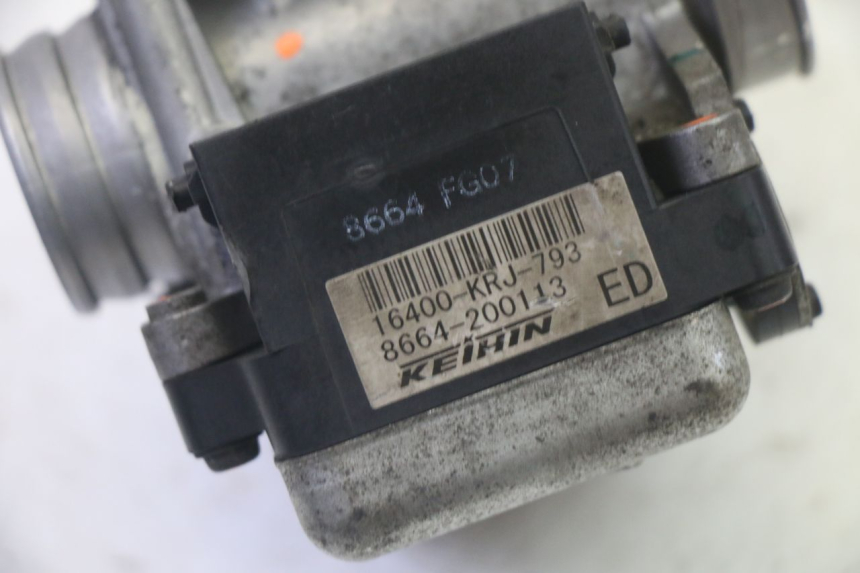 8664 FG07
16400-KRJ-793
8664-200113
ED
KEIHIN